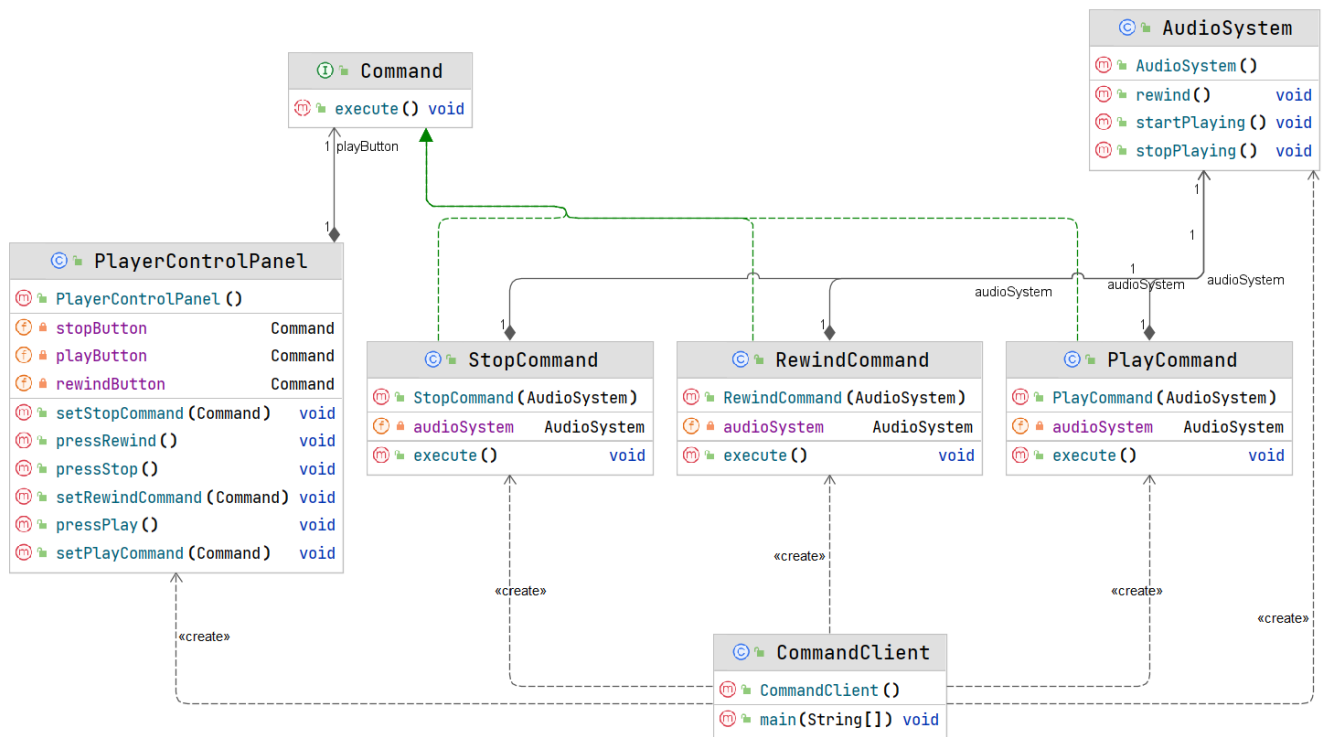 AudioSystem
AudioSystem()
rewind() void
startPlaying() void
stopPlaying() void
Command
execute() void
1 playButton
1
1
1
1
audioSystem
audioSystem
audioSystem
PlayerControlPanel
PlayerControlPanel()
stopButton Command
playButton Command
rewindButton Command
setStopCommand(Command) void
pressRewind() void
pressStop() void
setRewindCommand(Command) void
pressPlay() void
setPlayCommand(Command) void
1
StopCommand
StopCommand(AudioSystem)
audioSystem AudioSystem
execute() void
1
RewindCommand
RewindCommand(AudioSystem)
audioSystem AudioSystem
execute() void
1
PlayCommand
PlayCommand(AudioSystem)
audioSystem AudioSystem
execute() void
«create»
«create»
«create»
«create»
«create»
CommandClient
CommandClient()
main(String[]) void